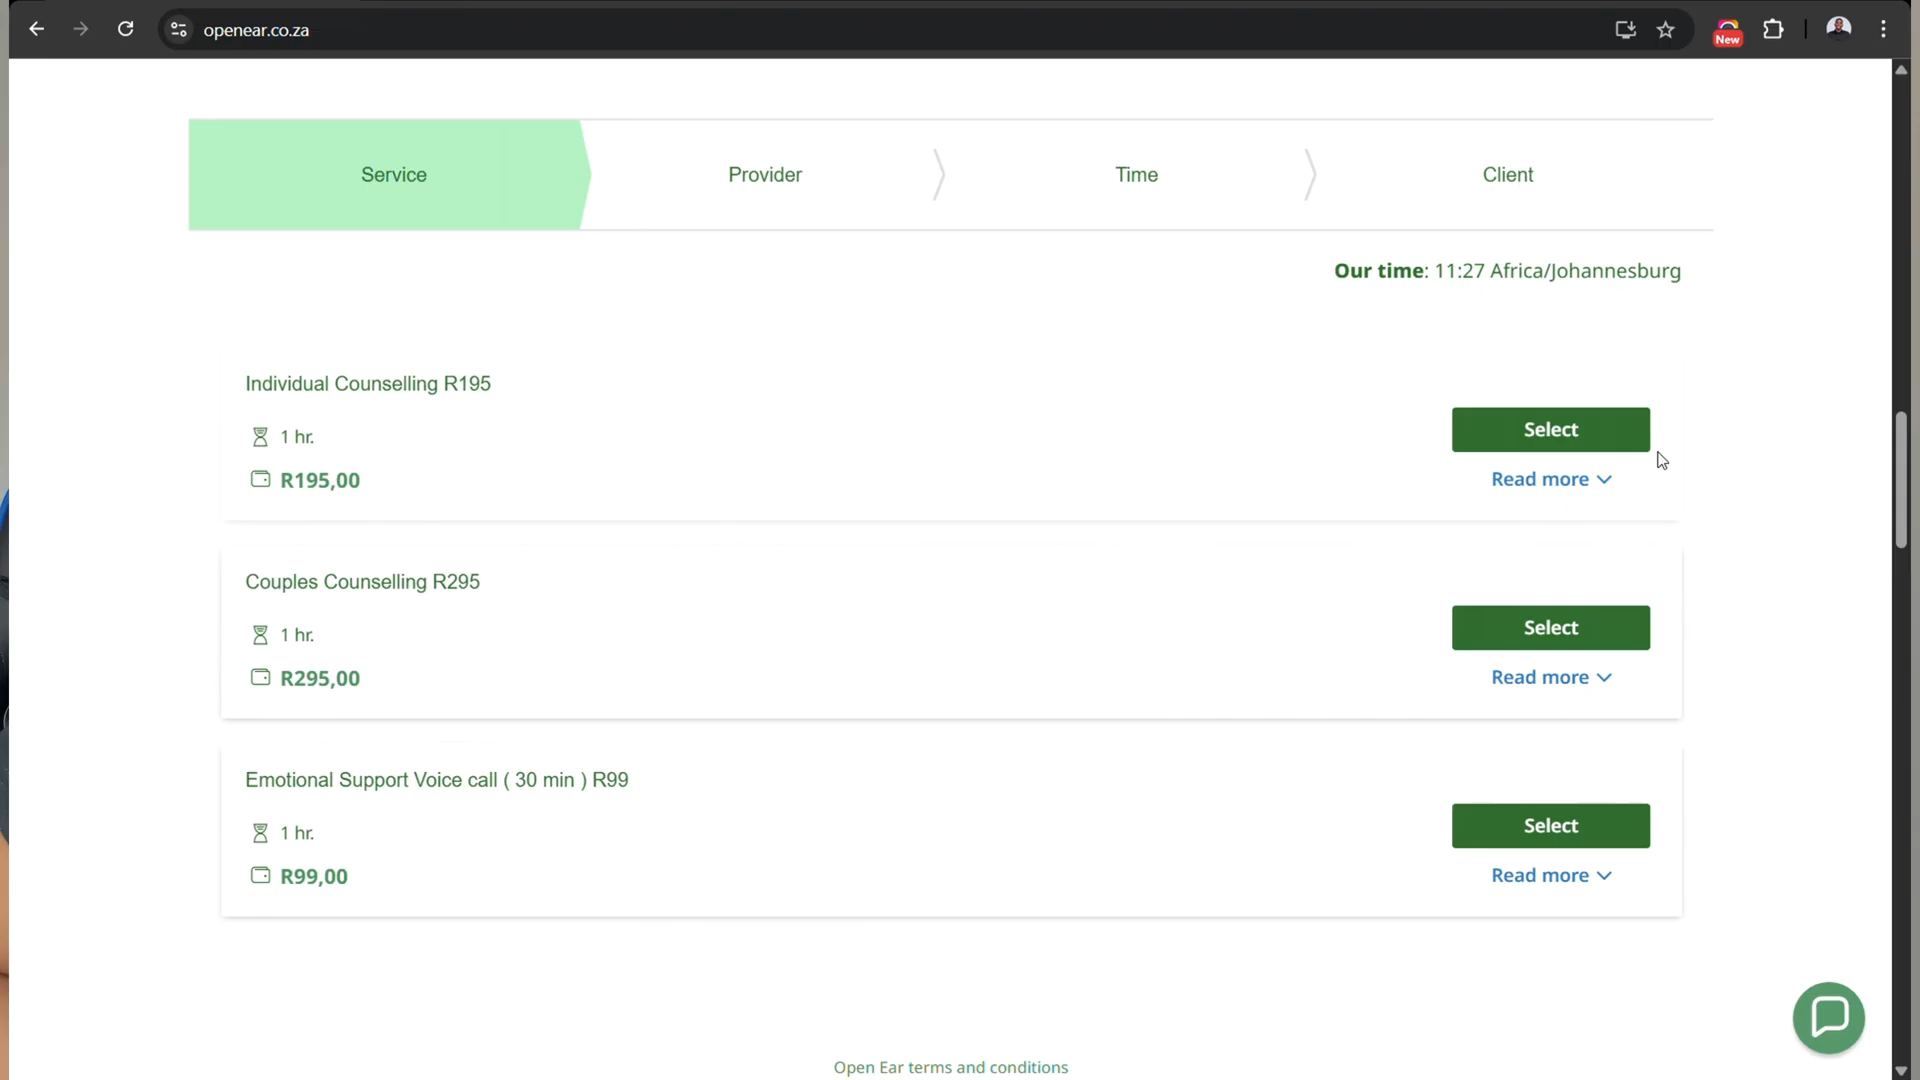 openear.co.za
New
Service
Provider
Time
Client
Our time: 11:27 Africa/Johannesburg
Individual Counselling R195
1 hr.
Select
R195,00
Read more
Couples Counselling R295
1 hr.
Select
R295,00
Read more
Emotional Support Voice call ( 30 min ) R99
1 hr.
Select
R99,00
Read more
Open Ear terms and conditions